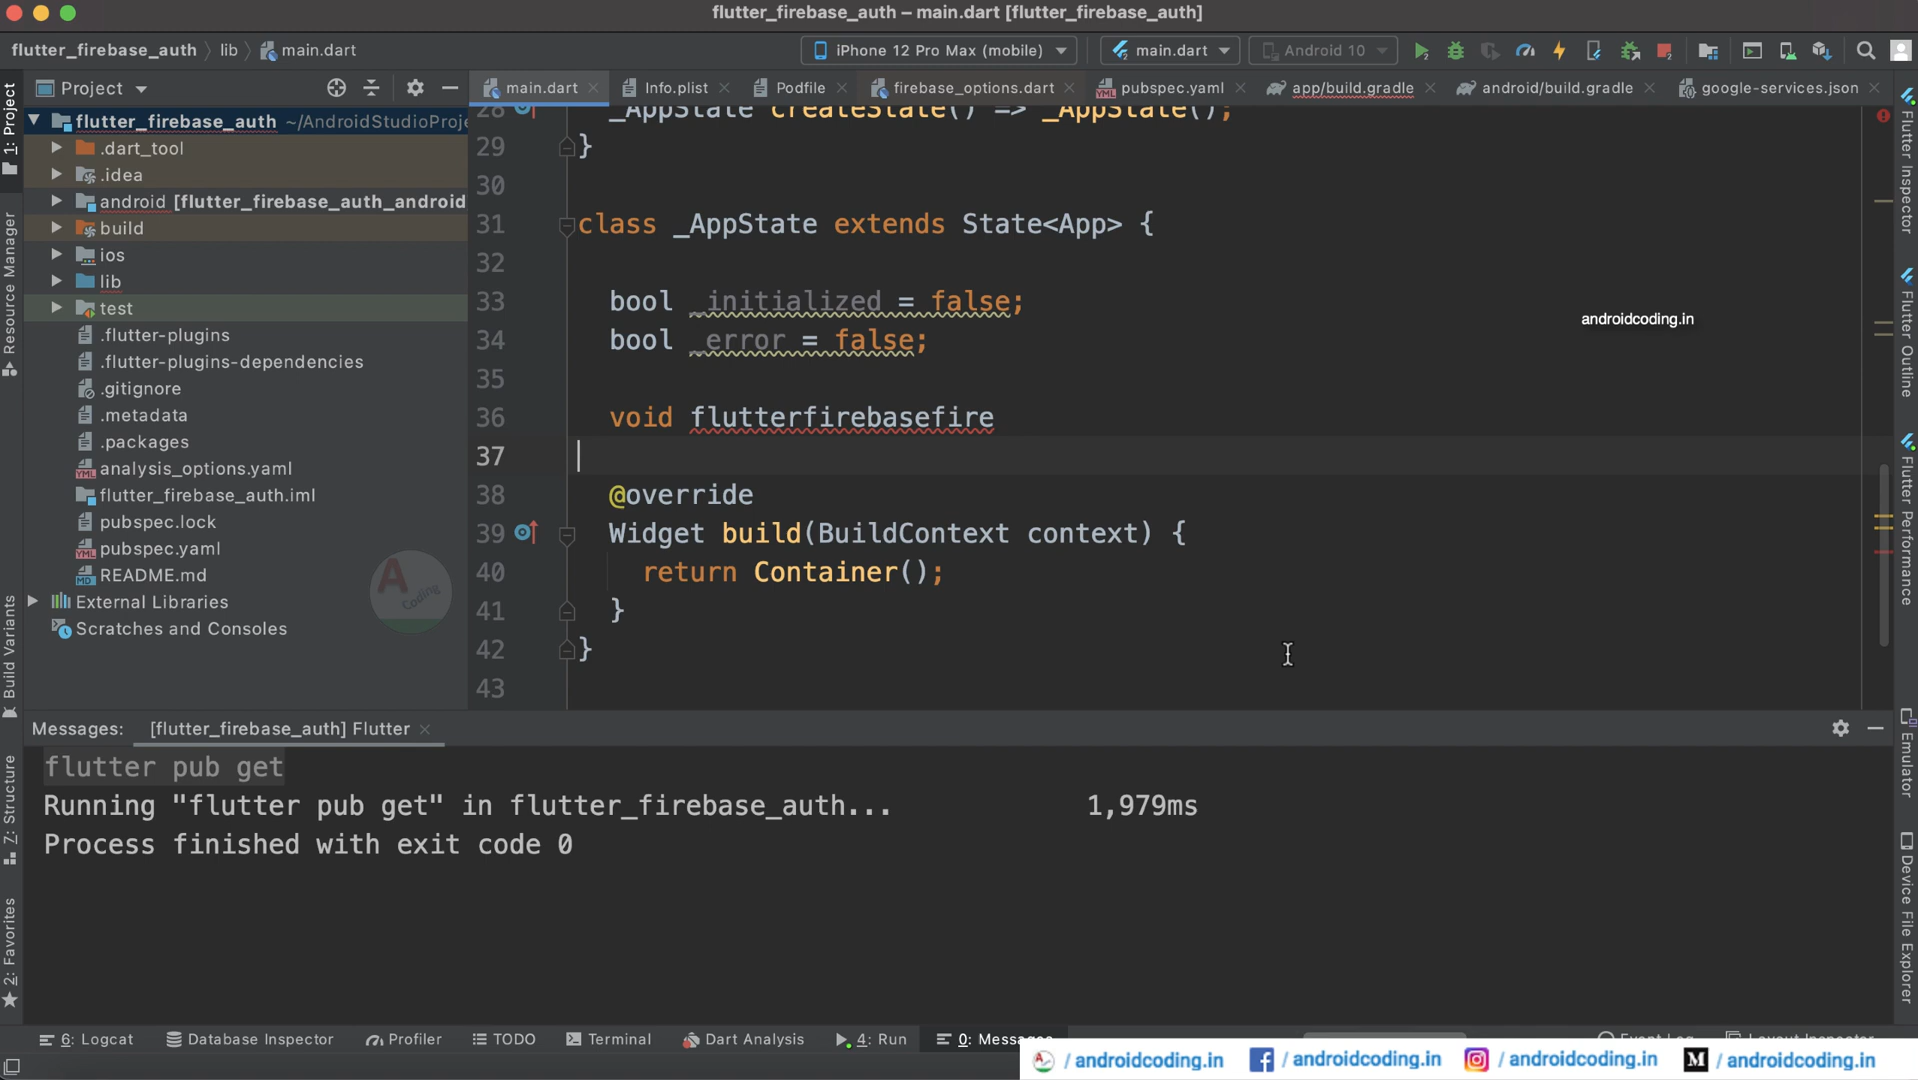 flutter_firebase_auth – main.dart [flutter_firebase_auth]
flutter_firebase_auth
lib
main.dart
iPhone 12 Pro Max (mobile)
main.dart
Android 10
Project
main.dart
Info.plist
Podfile
firebase_options.dart
pubspec.yaml
app/build.gradle
android/build.gradle
google-services.json
1: Project
Resource Manager
Build Variants
7: Structure
2: Favorites
flutter_firebase_auth ~/AndroidStudioProje
.dart_tool
.idea
android [flutter_firebase_auth_android
build
ios
lib
test
.flutter-plugins
.flutter-plugins-dependencies
.gitignore
.metadata
.packages
analysis_options.yaml
flutter_firebase_auth.iml
pubspec.lock
pubspec.yaml
README.md
External Libraries
Scratches and Consoles
A
Coding
28 _AppState createState() => _AppState();
29 }
30
31 class _AppState extends State<App> {
32
33 bool _initialized = false;
34 bool _error = false;
35
36 void flutterfirebasefire
37
38 @override
39 Widget build(BuildContext context) {
40 return Container();
41 }
42 }
43
androidcoding.in
Flutter Inspector
Flutter Outline
Flutter Performance
Emulator
Device File Explorer
Messages:
[flutter_firebase_auth] Flutter
flutter pub get
Running "flutter pub get" in flutter_firebase_auth... 1,979ms
Process finished with exit code 0
6: Logcat
Database Inspector
Profiler
TODO
Terminal
Dart Analysis
4: Run
0: Messages
/ androidcoding.in
/ androidcoding.in
/ androidcoding.in
/ androidcoding.in